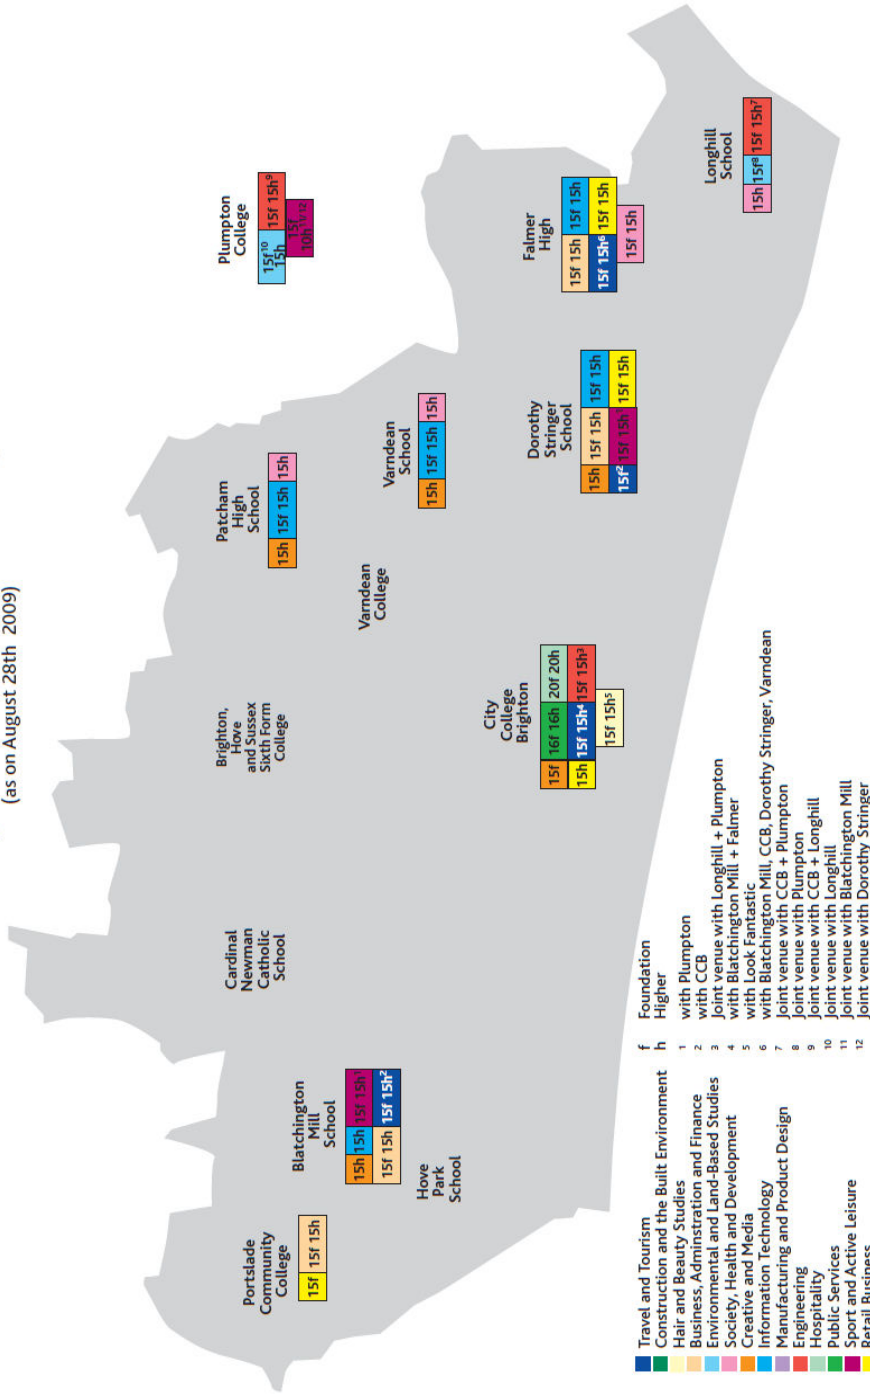 (as on August 28th 2009)
Portslade
Community
College
15f 15f 15h
Blatchington
Mill
School
15h 15h 15f 15h¹
15f 15h 15f 15h²
Hove
Park
School
Cardinal
Newman
Catholic
School
Brighton,
Hove
and Sussex
Sixth Form
College
Patcham
High
School
15h 15f 15h 15h
Varndean
College
Varndean
School
15h 15f 15h 15h
Plumpton
College
15f¹⁰
15h
15f 15h⁹
15f
10h¹¹/¹²
City
College
Brighton
15f 16f 16h 20f 20h
15h 15f 15h⁴ 15f 15h³
15f 15h⁵
Dorothy
Stringer
School
15h 15f 15h 15f 15h
15f² 15f 15h¹ 15f 15h
Falmer
High
15f 15h 15f 15h
15f 15h⁶ 15f 15h
15f 15h
Longhill
School
15h 15f⁸ 15f 15h⁷
Travel and Tourism
Construction and the Built Environment
Hair and Beauty Studies
Business, Adminstration and Finance
Environmental and Land-Based Studies
Society, Health and Development
Creative and Media
Information Technology
Manufacturing and Product Design
Engineering
Hospitality
Public Services
Sport and Active Leisure
Retail Business
f Foundation
h Higher
1 with Plumpton
2 with CCB
3 Joint venue with Longhill + Plumpton
4 with Blatchington Mill + Falmer
5 with Look Fantastic
6 with Blatchington Mill, CCB, Dorothy Stringer, Varndean
7 Joint venue with CCB + Plumpton
8 Joint venue with Plumpton
9 Joint venue with CCB + Longhill
10 Joint venue with Longhill
11 Joint venue with Blatchington Mill
12 Joint venue with Dorothy Stringer